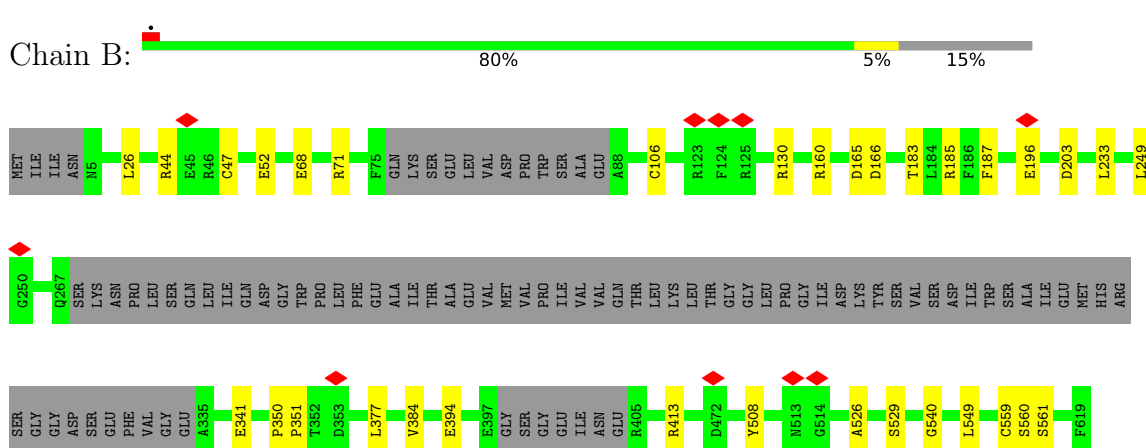 Chain B:
80% 5% 15%
MET ILE ILE ASN N5 L26 R44 E45 R46 C47 E52 E68 R71 F75 GLN LYS SER GLU LEU VAL ASP PRO TRP SER ALA GLU A88 C106 R123 F124 R125 R130 R160 D165 D166 T183 L184 R185 F186 F187 E196 D203 L233 L249
G250 Q267 SER LYS ASN PRO LEU SER GLN LEU ILE GLN ASP GLY TRP PRO LEU PHE GLU ALA ILE THR ALA GLU VAL MET VAL PRO ILE VAL VAL GLN THR LEU LYS LEU THR GLY GLY LEU PRO GLY ILE ASP LYS TYR SER VAL SER ASP ILE TRP SER ALA ILE GLU MET HIS ARG
SER GLY GLY ASP SER GLU PHE VAL GLY GLU A335 E341 P350 P351 T352 D353 L377 V384 E394 E397 GLY SER GLY GLU ILE ASN GLU R405 R413 D472 Y508 N513 G514 A526 S529 G540 L549 C559 S560 S561 F619